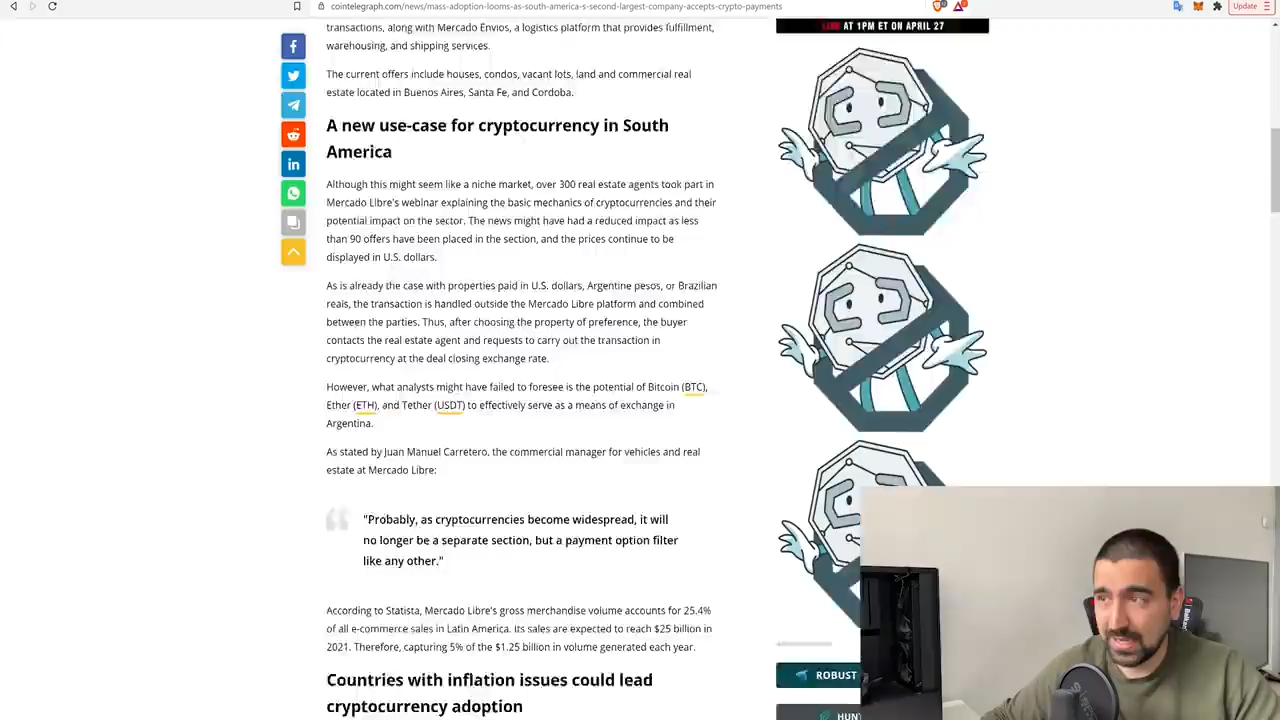 cointelegraph.com/news/mass-adoption-looms-as-south-america-s-second-largest-company-accepts-crypto-payments
Update
transactions, along with Mercado Envios, a logistics platform that provides fulfillment,
warehousing, and shipping services.
The current offers include houses, condos, vacant lots, land and commercial real
estate located in Buenos Aires, Santa Fe, and Cordoba.
A new use-case for cryptocurrency in South
America
Although this might seem like a niche market, over 300 real estate agents took part in
Mercado Libre's webinar explaining the basic mechanics of cryptocurrencies and their
potential impact on the sector. The news might have had a reduced impact as less
than 90 offers have been placed in the section, and the prices continue to be
displayed in U.S. dollars.
As is already the case with properties paid in U.S. dollars, Argentine pesos, or Brazilian
reais, the transaction is handled outside the Mercado Libre platform and combined
between the parties. Thus, after choosing the property of preference, the buyer
contacts the real estate agent and requests to carry out the transaction in
cryptocurrency at the deal closing exchange rate.
However, what analysts might have failed to foresee is the potential of Bitcoin (BTC),
Ether (ETH), and Tether (USDT) to effectively serve as a means of exchange in
Argentina.
As stated by Juan Manuel Carretero, the commercial manager for vehicles and real
estate at Mercado Libre:
"Probably, as cryptocurrencies become widespread, it will
no longer be a separate section, but a payment option filter
like any other."
According to Statista, Mercado Libre's gross merchandise volume accounts for 25.4%
of all e-commerce sales in Latin America. Its sales are expected to reach $25 billion in
2021. Therefore, capturing 5% of the $1.25 billion in volume generated each year.
Countries with inflation issues could lead
cryptocurrency adoption
AT 1PM ET ON APRIL 27
ROBUST
HUNT